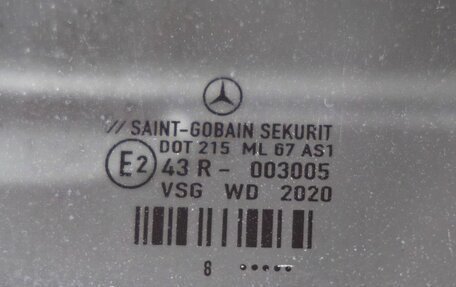 // SAINT-GOBAIN SEKURIT
DOT 215 ML 67 AS1
E2 43 R - 003005
VSG WD 2020
8 •••••